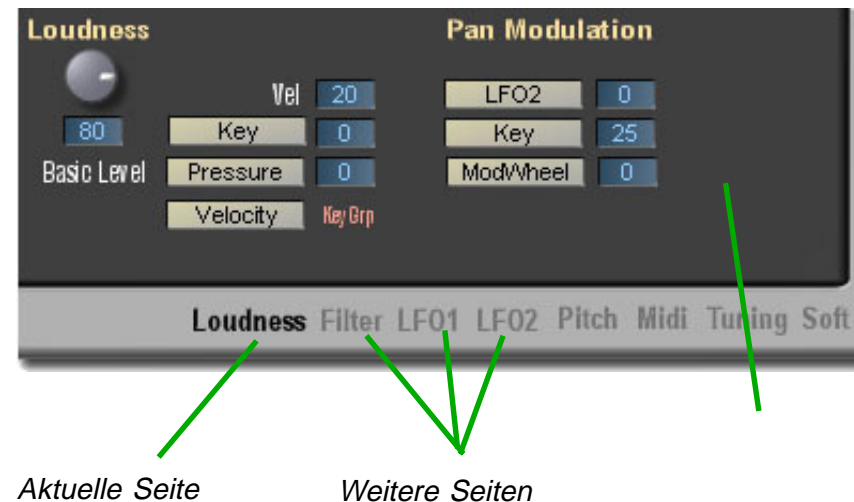 Loudness Pan Modulation
Vel 20 LFO2 0
80 Key 0 Key 25
Basic Level Pressure 0 ModWheel 0
Velocity Key Grp
Loudness Filter LFO1 LFO2 Pitch Midi Tuning Soft
Aktuelle Seite Weitere Seiten